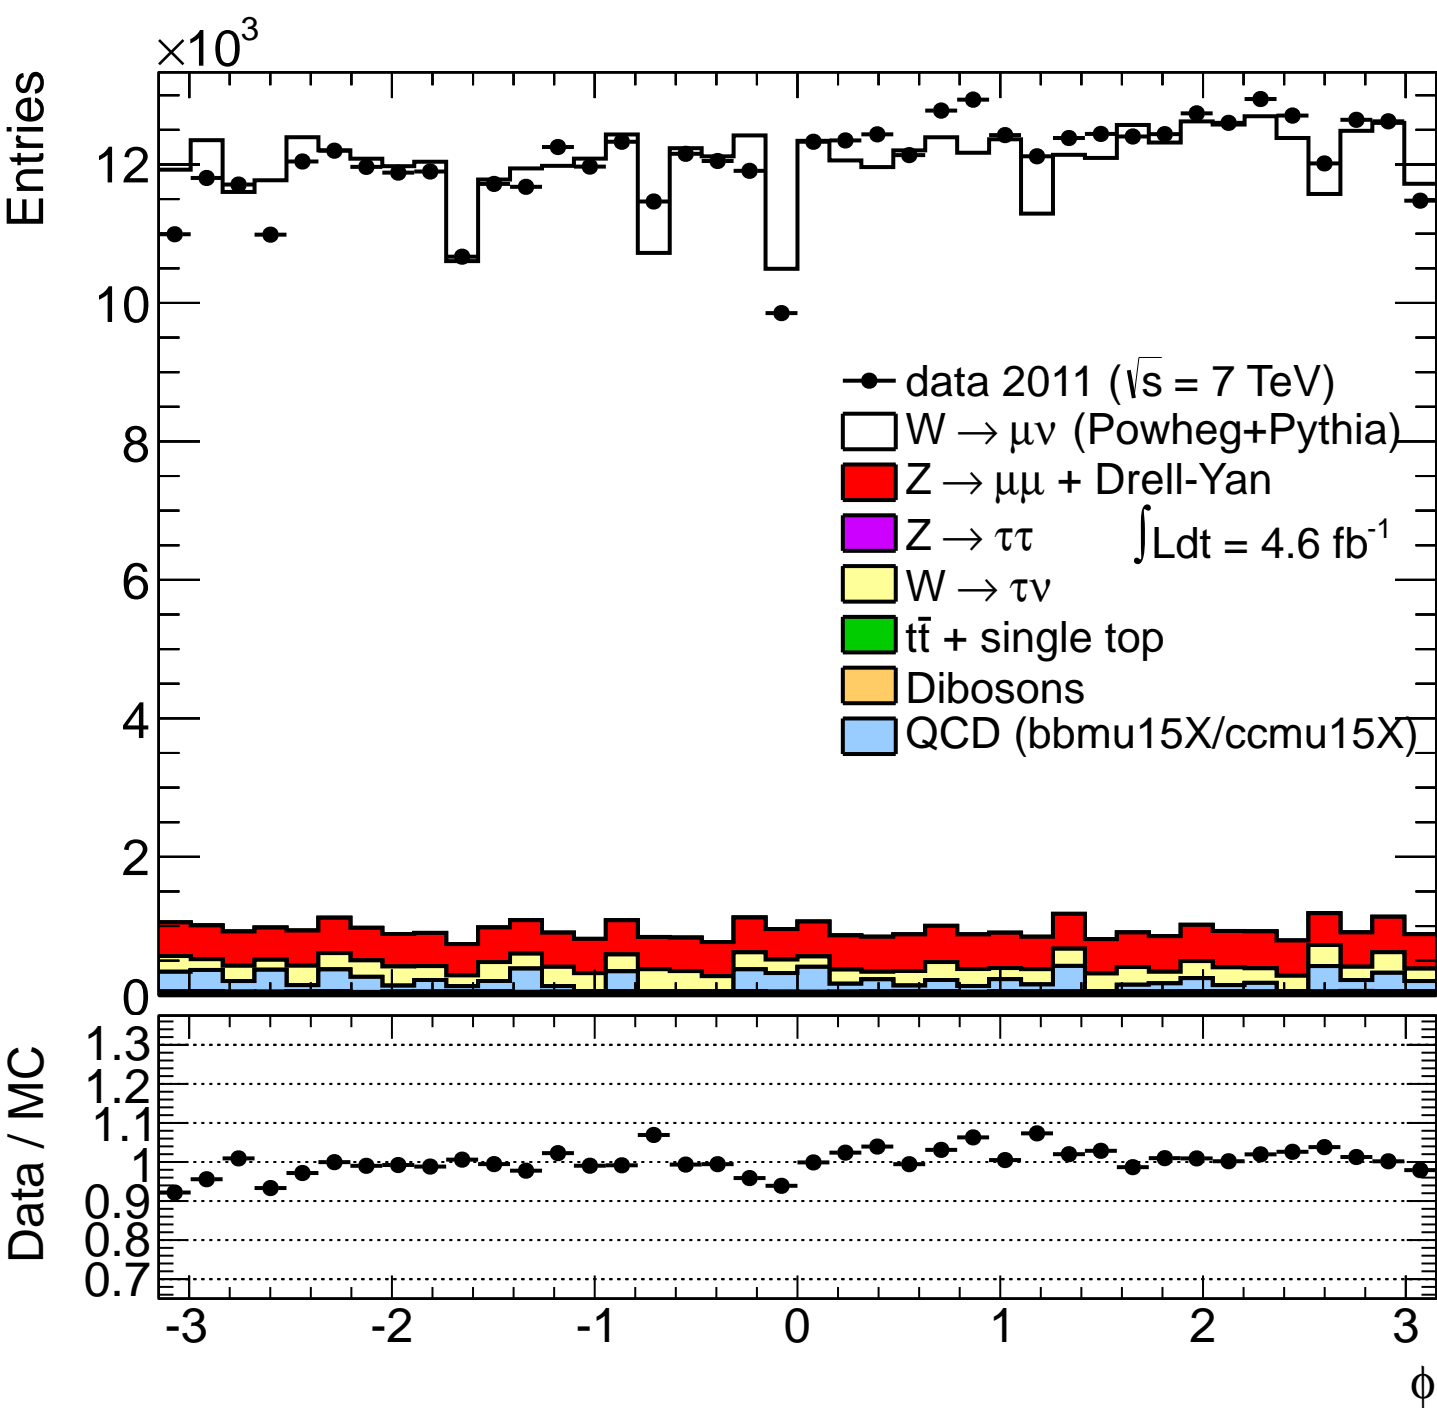 ×10³
Entries
12
10
8
6
4
2
0
data 2011 (√s = 7 TeV)
W → μν (Powheg+Pythia)
Z → μμ + Drell-Yan
Z → ττ
∫Ldt = 4.6 fb⁻¹
W → τν
tt̄ + single top
Dibosons
QCD (bbmu15X/ccmu15X)
Data / MC
1.3
1.2
1.1
1
0.9
0.8
0.7
-3 -2 -1 0 1 2 3
ϕ